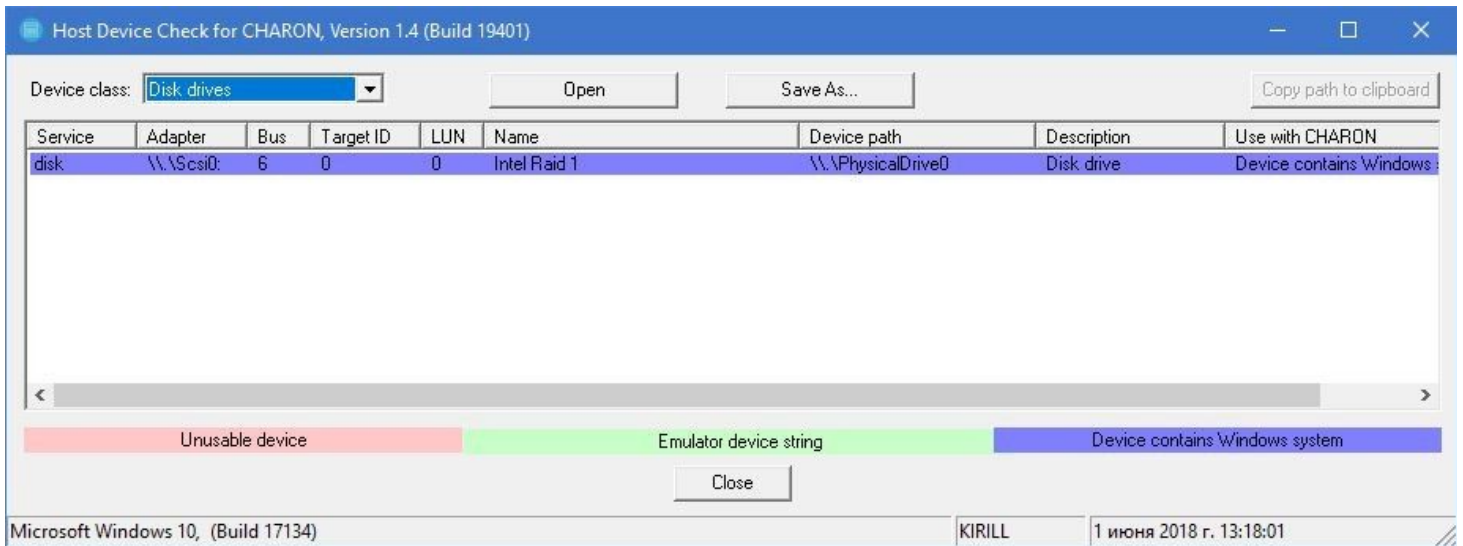 Host Device Check for CHARON, Version 1.4 (Build 19401)
Device class: Disk drives Open Save As... Copy path to clipboard
Service Adapter Bus Target ID LUN Name Device path Description Use with CHARON
disk \\.\Scsi0: 6 0 0 Intel Raid 1 \\.\PhysicalDrive0 Disk drive Device contains Windows
Unusable device Emulator device string Device contains Windows system
Close
Microsoft Windows 10, (Build 17134) KIRILL 1 июня 2018 г. 13:18:01